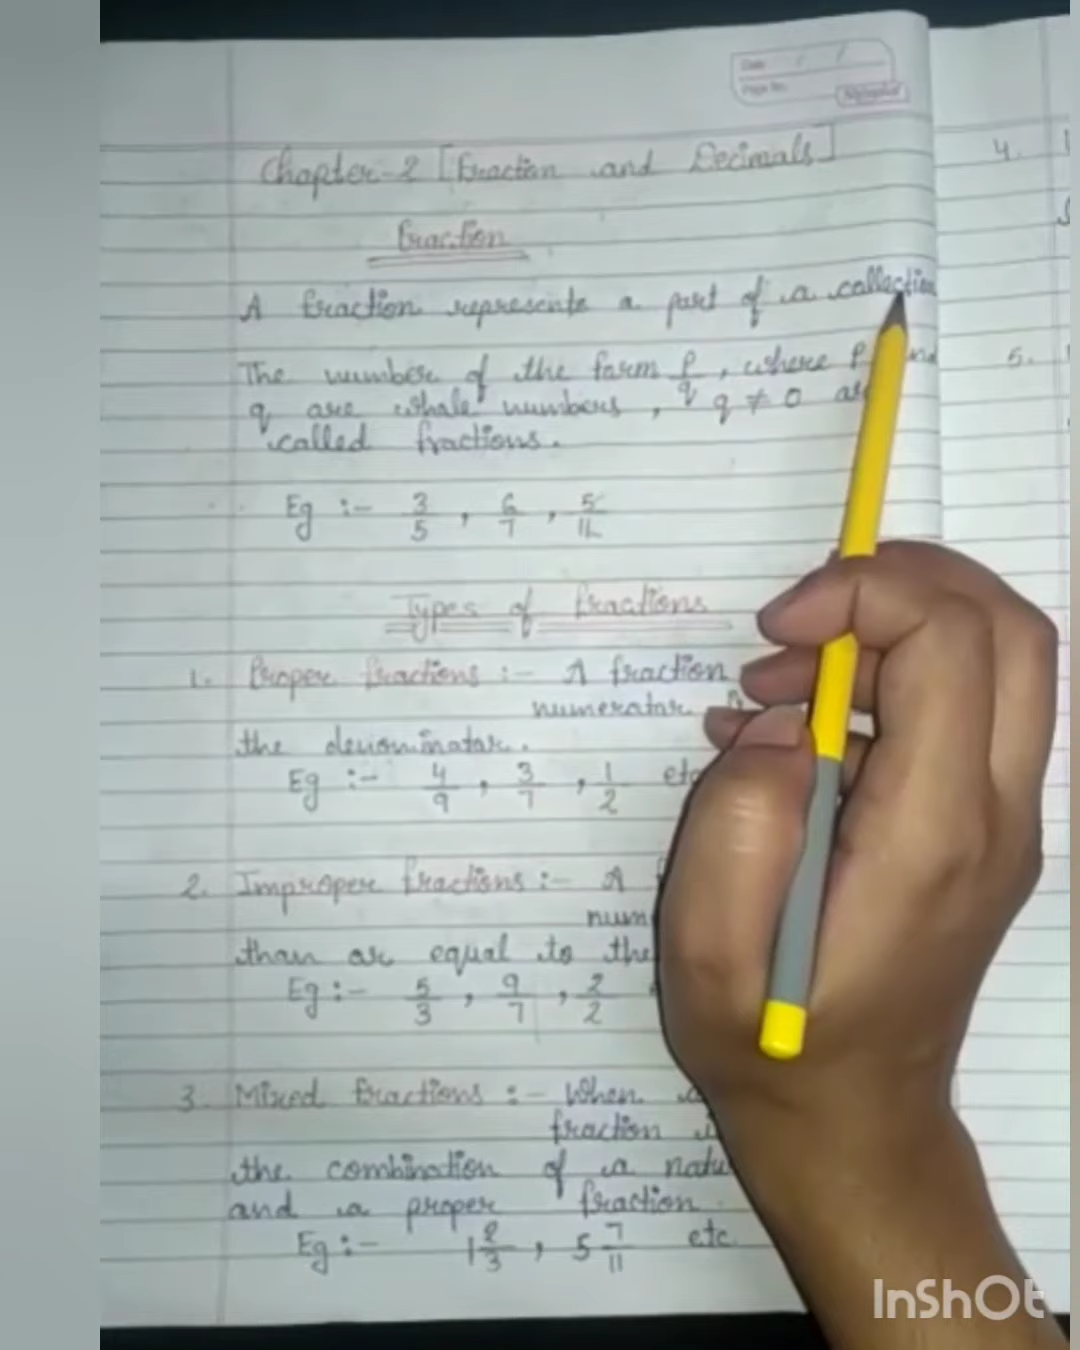 Date / /
Page No.
Chapter-2 [Fraction and Decimals]
4.
Fraction
A fraction represents a part of a collection
The number of the form p/q, where P and
5.
q are whole numbers, q ≠ 0 are
called fractions.
Eg :- 3/5, 6/7, 5/11
Types of fractions
1. Proper fractions :- A fraction
numerator
the denominator.
Eg :- 4/9, 3/7, 1/2 etc
2. Improper fractions :- A
num
than or equal to the
Eg :- 5/3, 9/7, 2/2
3. Mixed fractions :- When
fraction
the combination of a natu
and a proper fraction.
Eg :- 1 2/3, 5 7/11 etc.
InShOt